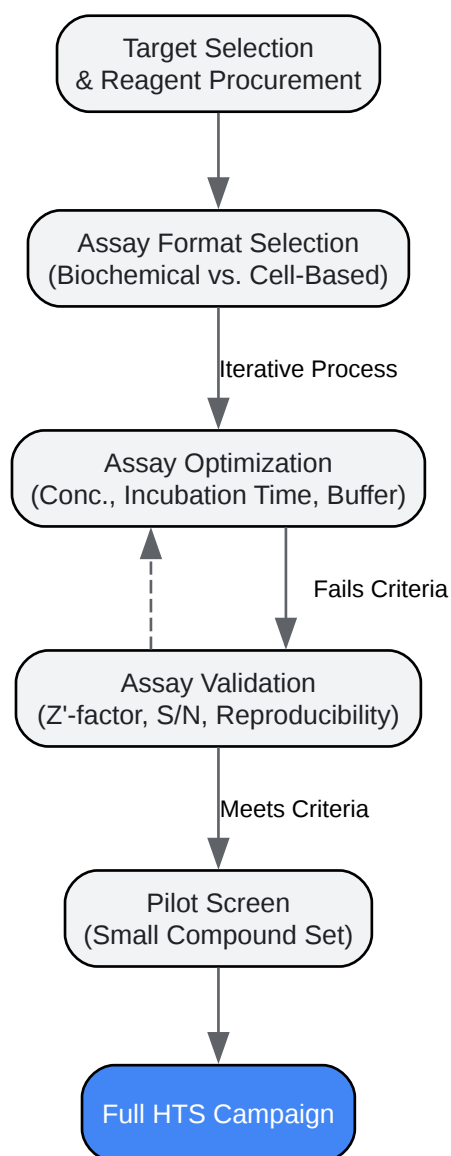 Target Selection
& Reagent Procurement
Assay Format Selection
(Biochemical vs. Cell-Based)
Iterative Process
Assay Optimization
(Conc., Incubation Time, Buffer)
Fails Criteria
Assay Validation
(Z'-factor, S/N, Reproducibility)
Meets Criteria
Pilot Screen
(Small Compound Set)
Full HTS Campaign